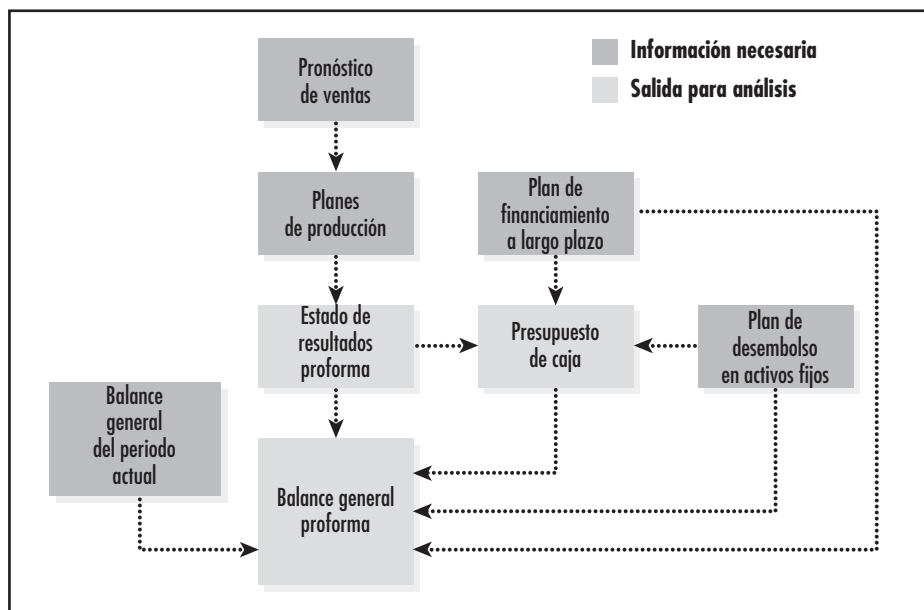 Información necesaria
Salida para análisis
Pronóstico
de ventas
Planes
de producción
Plan de
financiamiento
a largo plazo
Estado de
resultados
proforma
Presupuesto
de caja
Plan de
desembolso
en activos fijos
Balance
general
del periodo
actual
Balance general
proforma